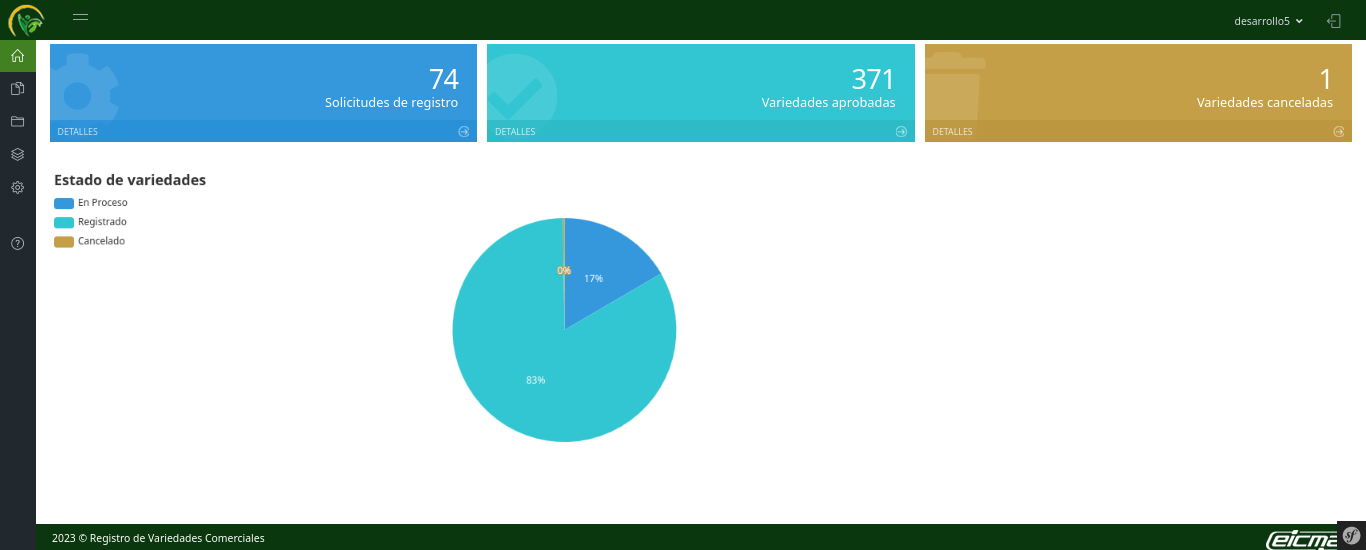 desarrollo5
74
Solicitudes de registro
DETALLES
371
Variedades aprobadas
DETALLES
1
Variedades canceladas
DETALLES
Estado de variedades
En Proceso
Registrado
Cancelado
0%
17%
83%
2023 © Registro de Variedades Comerciales
eicma
sf